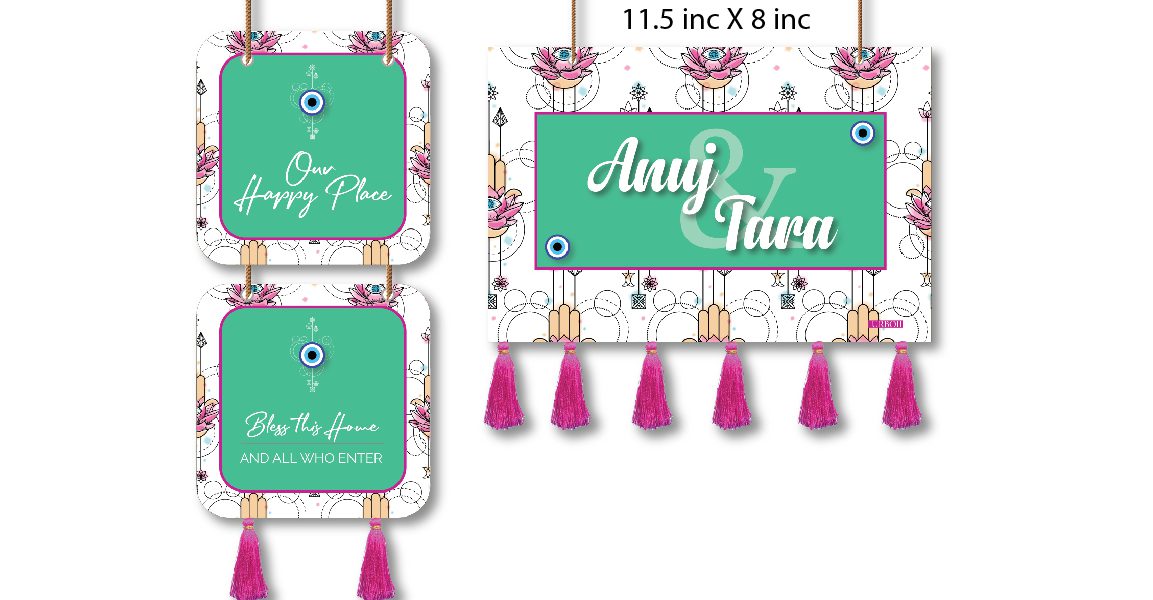 11.5 inc X 8 inc
Our
Happy Place
Anuj
&
Tara
Bless this Home
AND ALL WHO ENTER